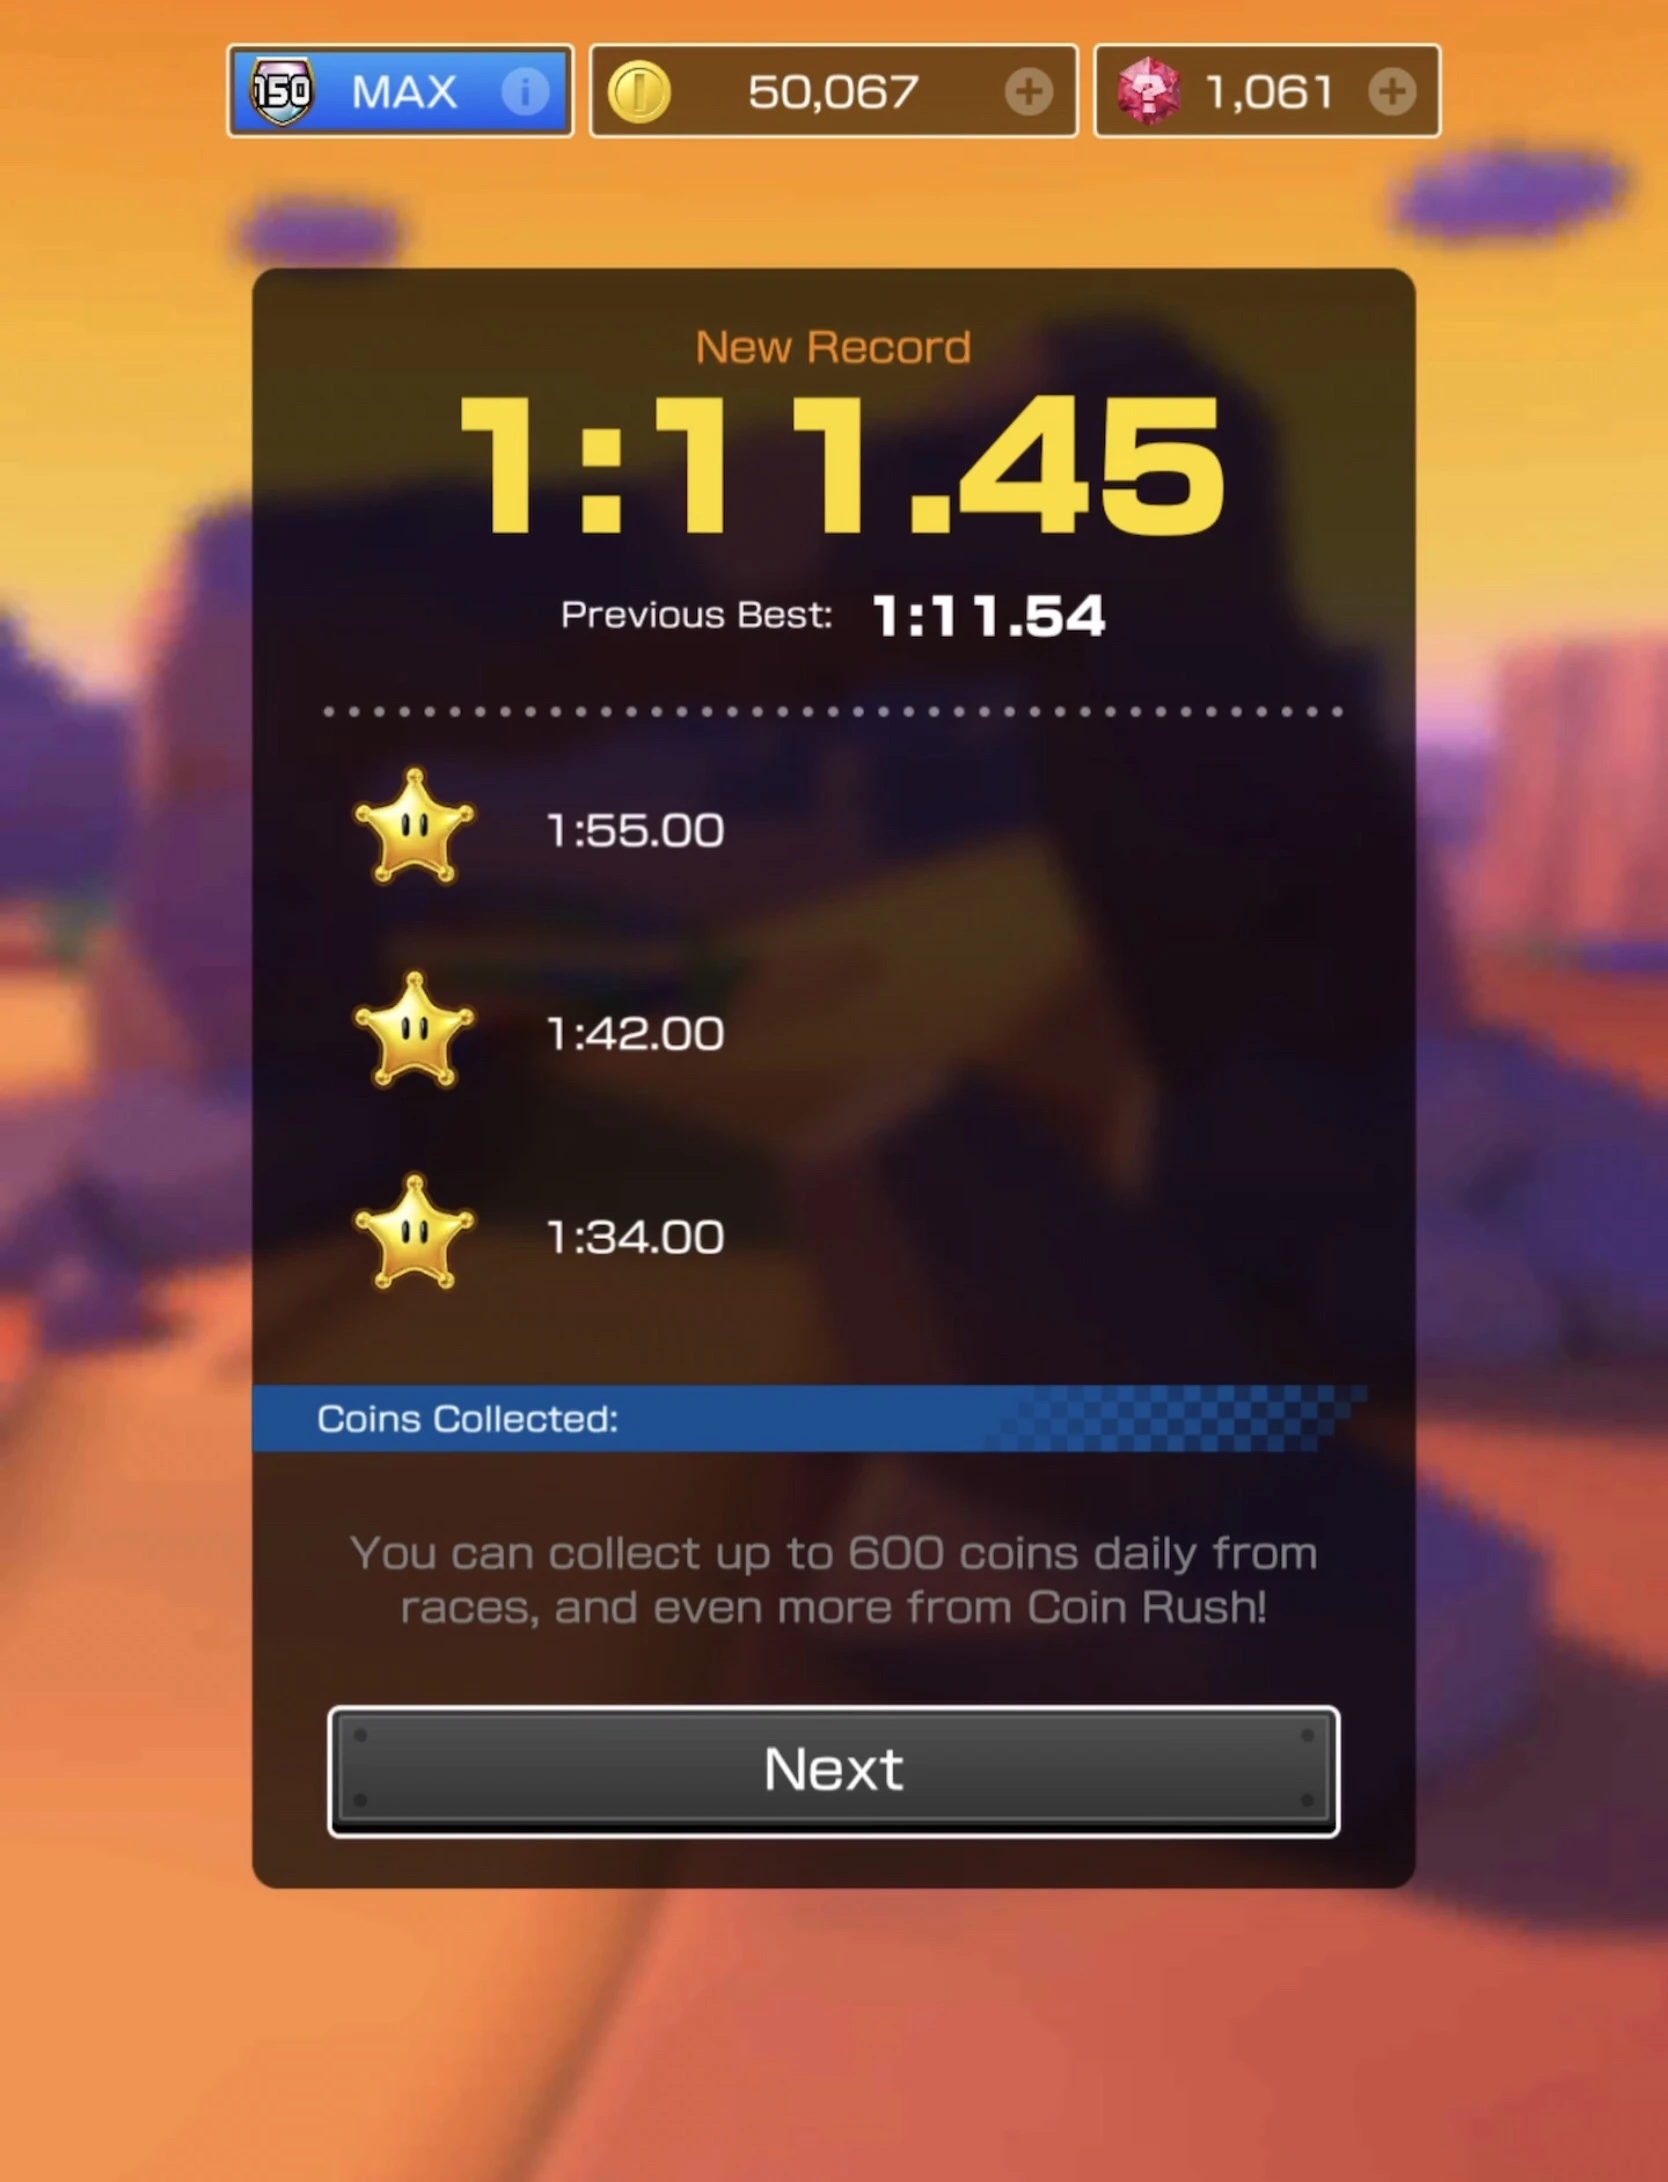 150 MAX i 50,067 + ? 1,061 +
New Record
1:11.45
Previous Best: 1:11.54
1:55.00
1:42.00
1:34.00
Coins Collected:
You can collect up to 600 coins daily from
races, and even more from Coin Rush!
Next